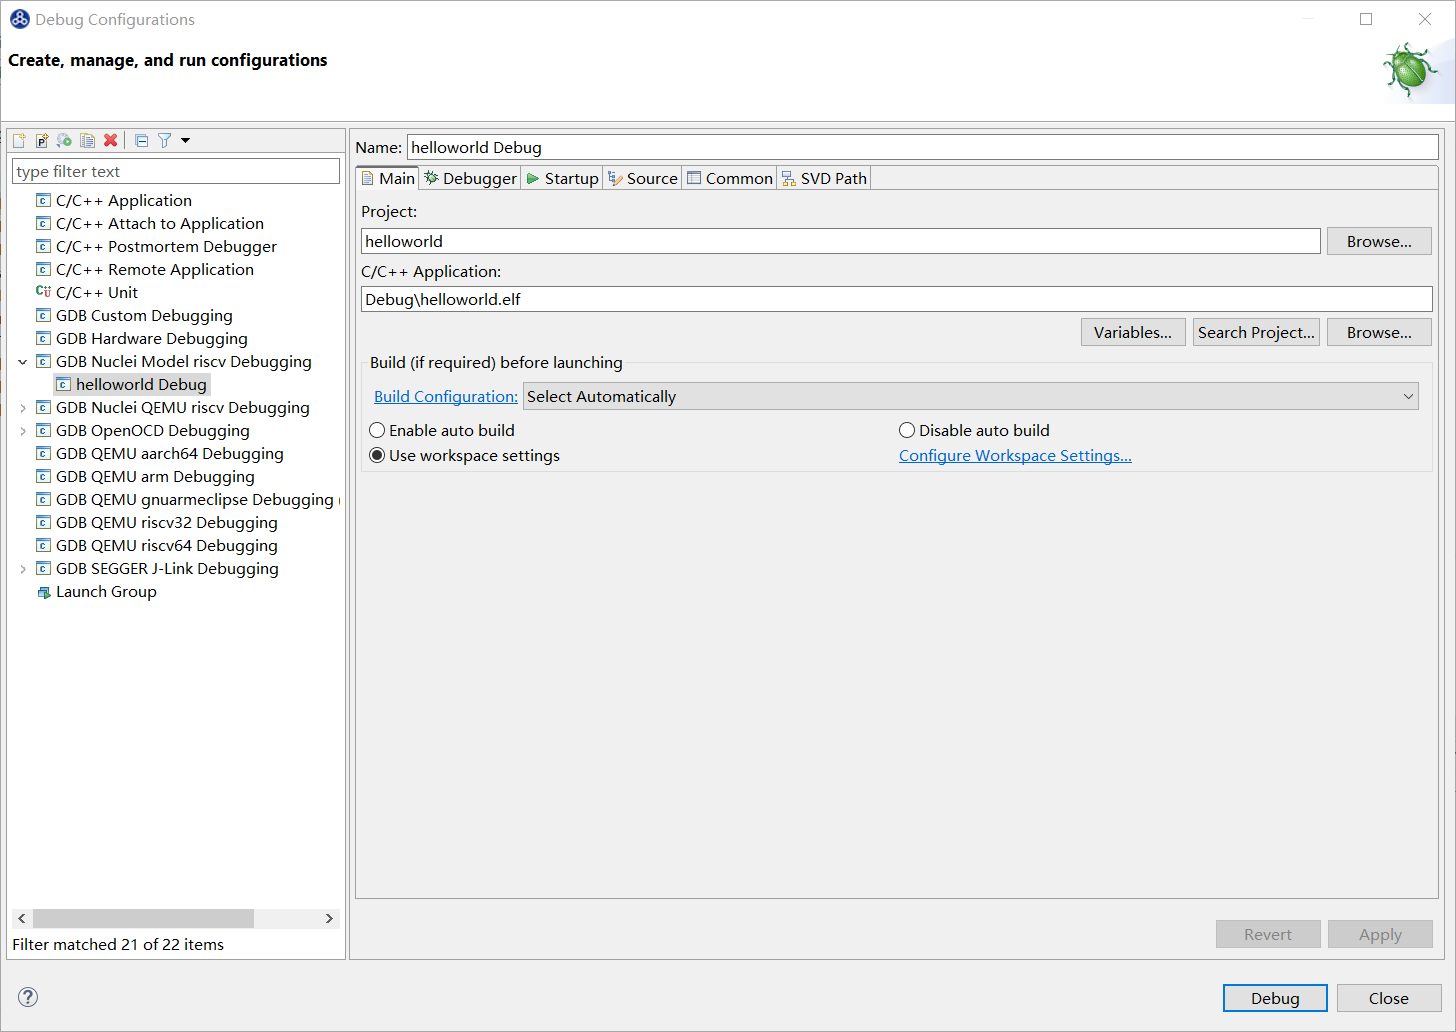 Debug Configurations
Create, manage, and run configurations
type filter text
C/C++ Application
C/C++ Attach to Application
C/C++ Postmortem Debugger
C/C++ Remote Application
C/C++ Unit
GDB Custom Debugging
GDB Hardware Debugging
GDB Nuclei Model riscv Debugging
helloworld Debug
GDB Nuclei QEMU riscv Debugging
GDB OpenOCD Debugging
GDB QEMU aarch64 Debugging
GDB QEMU arm Debugging
GDB QEMU gnuarmeclipse Debugging (
GDB QEMU riscv32 Debugging
GDB QEMU riscv64 Debugging
GDB SEGGER J-Link Debugging
Launch Group
Filter matched 21 of 22 items
Name: helloworld Debug
Main Debugger Startup Source Common SVD Path
Project:
helloworld Browse...
C/C++ Application:
Debug\helloworld.elf
Variables... Search Project... Browse...
Build (if required) before launching
Build Configuration: Select Automatically
Enable auto build Disable auto build
Use workspace settings Configure Workspace Settings...
Revert Apply
Debug Close